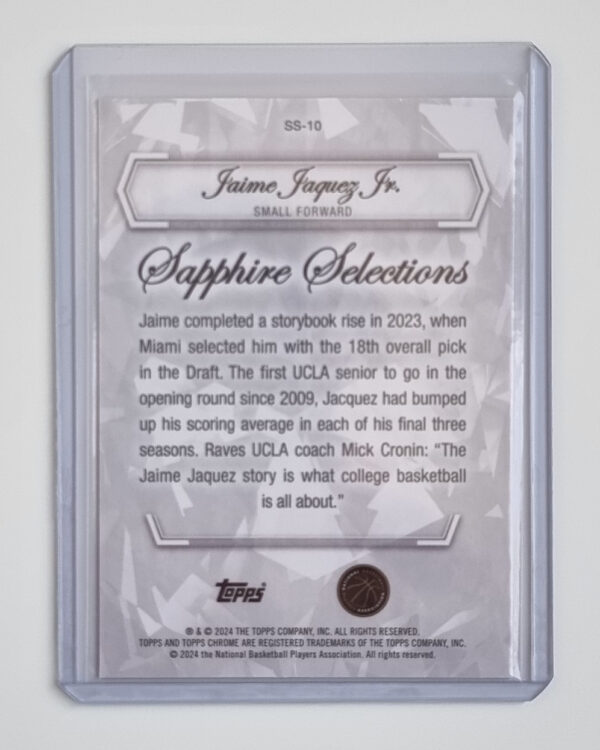 SS-10
Jaime Jaquez Jr.
SMALL FORWARD
Sapphire Selections
Jaime completed a storybook rise in 2023, when
Miami selected him with the 18th overall pick
in the Draft. The first UCLA senior to go in the
opening round since 2009, Jacquez had bumped
up his scoring average in each of his final three
seasons. Raves UCLA coach Mick Cronin: “The
Jaime Jaquez story is what college basketball
is all about.”
Topps®
® & © 2024 THE TOPPS COMPANY, INC. ALL RIGHTS RESERVED.
TOPPS AND TOPPS CHROME ARE REGISTERED TRADEMARKS OF THE TOPPS COMPANY, INC.
© 2024 the National Basketball Players Association. All rights reserved.